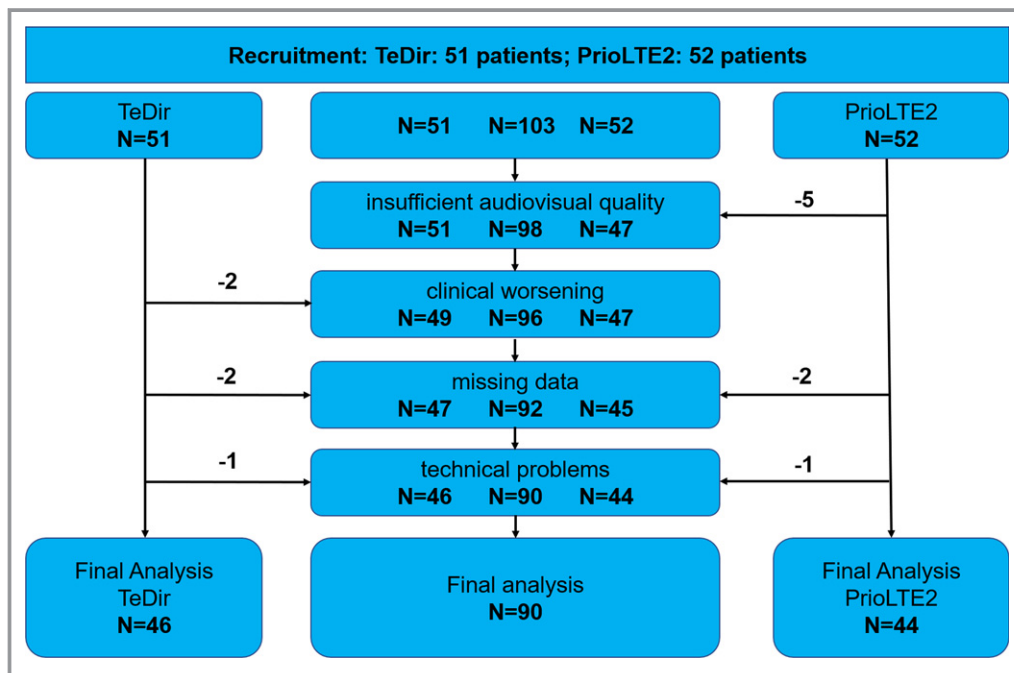 Recruitment: TeDir: 51 patients; PrioLTE2: 52 patients
TeDir
N=51
N=51 N=103 N=52
PrioLTE2
N=52
insufficient audiovisual quality
N=51 N=98 N=47
-5
-2
clinical worsening
N=49 N=96 N=47
-2
missing data
N=47 N=92 N=45
-2
-1
technical problems
N=46 N=90 N=44
-1
Final Analysis
TeDir
N=46
Final analysis
N=90
Final Analysis
PrioLTE2
N=44